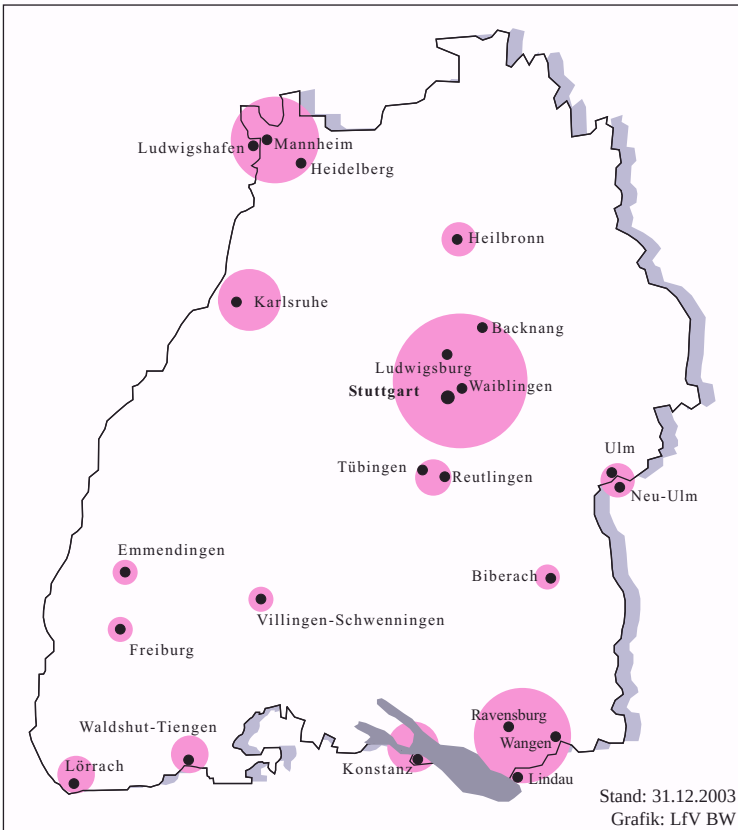 Ludwigshafen
Mannheim
Heidelberg
Heilbronn
Karlsruhe
Backnang
Ludwigsburg
Waiblingen
Stuttgart
Ulm
Tübingen
Reutlingen
Neu-Ulm
Emmendingen
Biberach
Villingen-Schwenningen
Freiburg
Ravensburg
Waldshut-Tiengen
Wangen
Lörrach
Konstanz
Lindau
Stand: 31.12.2003
Grafik: LfV BW